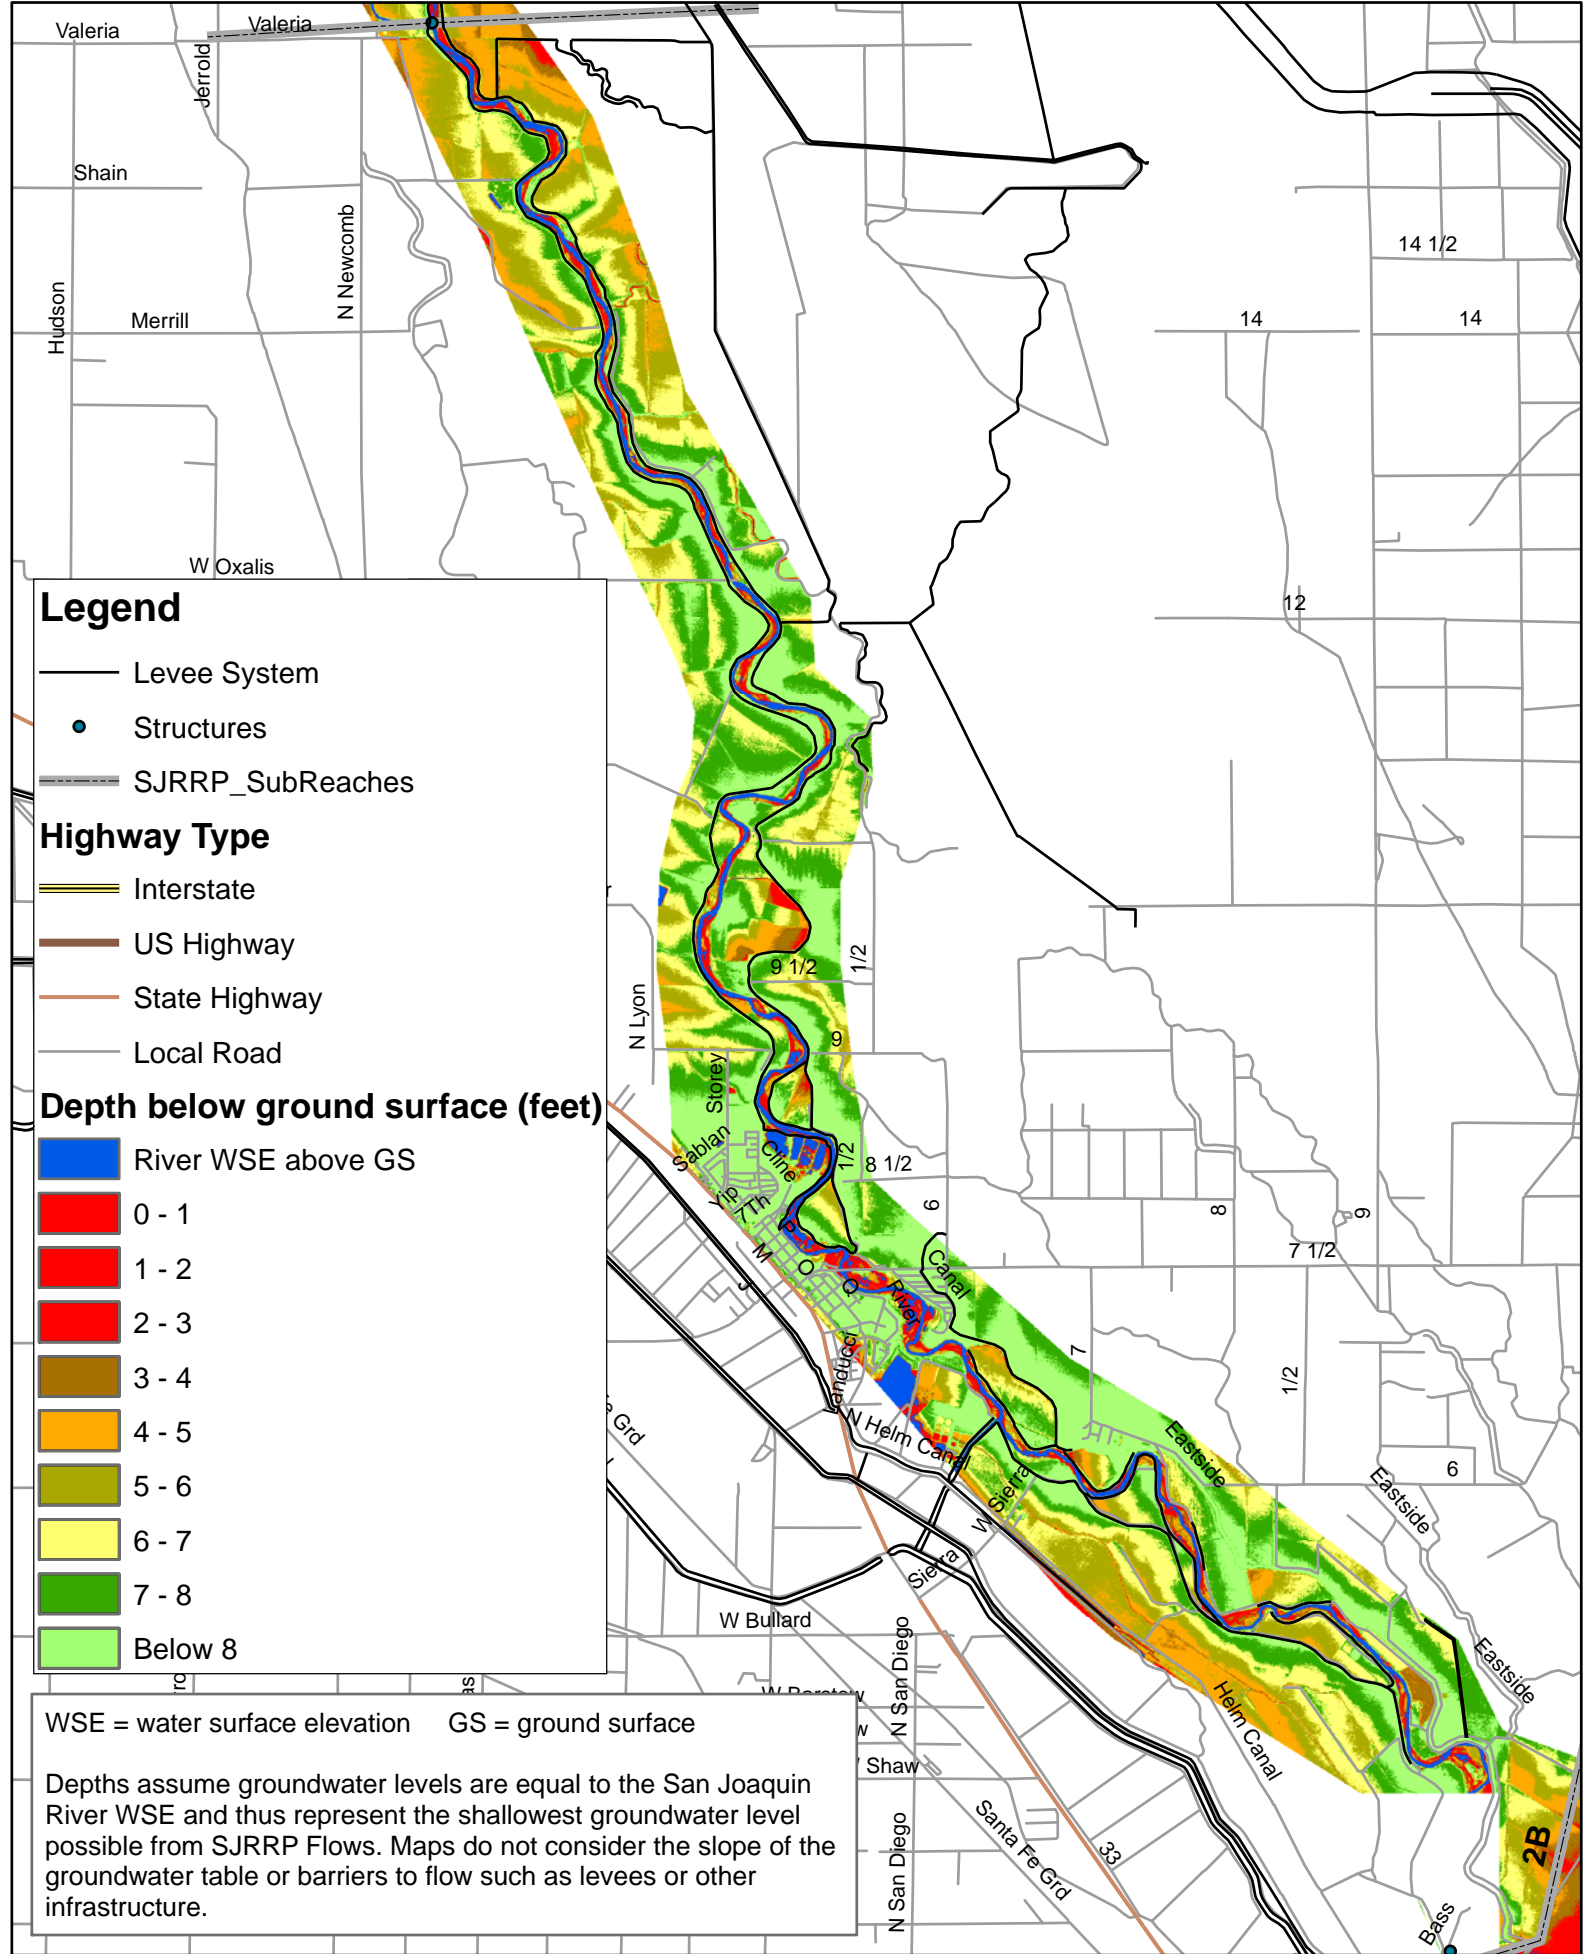 Valeria
Valeria
Jerrold
Shain
N Newcomb
Hudson
Merrill
14 1/2
14
14
W Oxalis
12
Legend
Levee System
Structures
SJRRP_SubReaches
Highway Type
Interstate
US Highway
State Highway
Local Road
Depth below ground surface (feet)
River WSE above GS
0 - 1
1 - 2
2 - 3
3 - 4
4 - 5
5 - 6
6 - 7
7 - 8
Below 8
9 1/2
1/2
N Lyon
9
Storey
Sablan
Cline
1/2
8 1/2
Yip
7Th
P
M
O
Q
J
River
Canal
6
8
9
7 1/2
7
1/2
N Helm Canal
Eastside
Eastside
6
W Sierra
Sierra
W Bullard
N San Diego
Helm Canal
Eastside
Shaw
Santa Fe Grd
N San Diego
33
2B
Bass
WSE = water surface elevation GS = ground surface
Depths assume groundwater levels are equal to the San Joaquin
River WSE and thus represent the shallowest groundwater level
possible from SJRRP Flows. Maps do not consider the slope of the
groundwater table or barriers to flow such as levees or other
infrastructure.